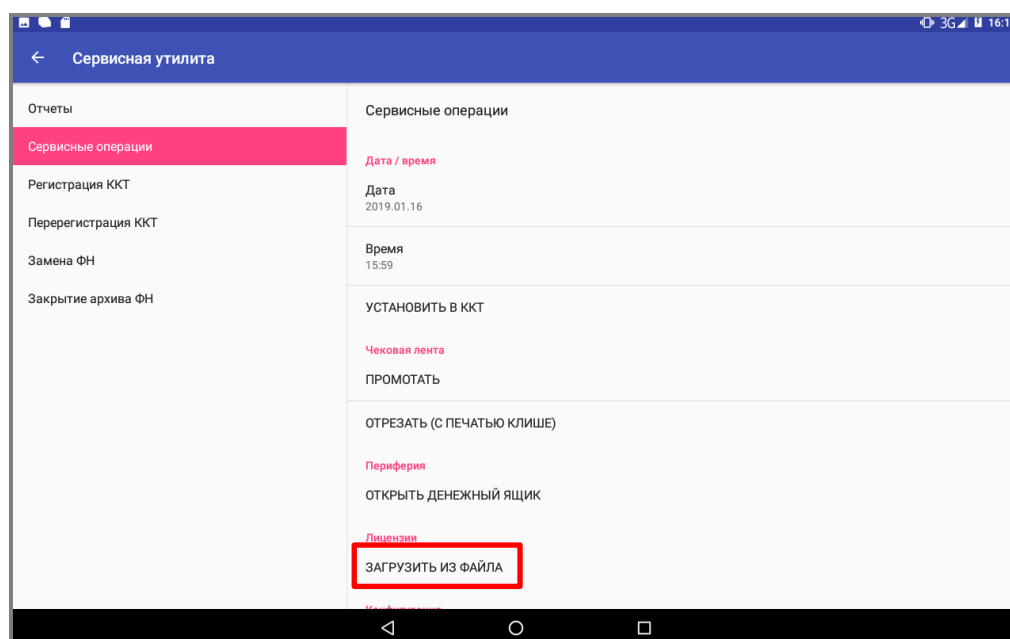 3G 16:1
Сервисная утилита
Отчеты
Сервисные операции
Регистрация ККТ
Перерегистрация ККТ
Замена ФН
Закрытие архива ФН
Сервисные операции
Дата / время
Дата
2019.01.16
Время
15:59
УСТАНОВИТЬ В ККТ
Чековая лента
ПРОМОТАТЬ
ОТРЕЗАТЬ (С ПЕЧАТЬЮ КЛИШЕ)
Периферия
ОТКРЫТЬ ДЕНЕЖНЫЙ ЯЩИК
Лицензии
ЗАГРУЗИТЬ ИЗ ФАЙЛА